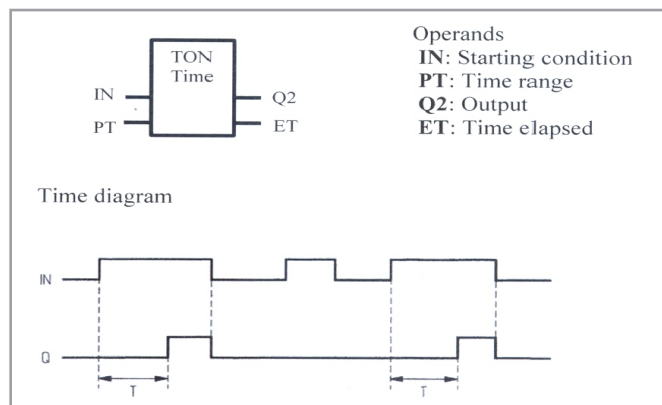 TON
Time
IN
PT
Q2
ET
Operands
IN: Starting condition
PT: Time range
Q2: Output
ET: Time elapsed
Time diagram
IN
Q
T
T